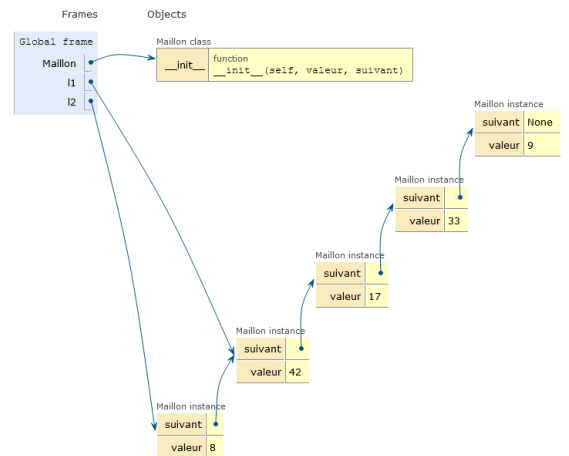 Frames Objects
Global frame
Maillon
l1
l2
Maillon class
__init__ function
__init__(self, valeur, suivant)
Maillon instance
suivant None
valeur 9
Maillon instance
suivant
valeur 33
Maillon instance
suivant
valeur 17
Maillon instance
suivant
valeur 42
Maillon instance
suivant
valeur 8